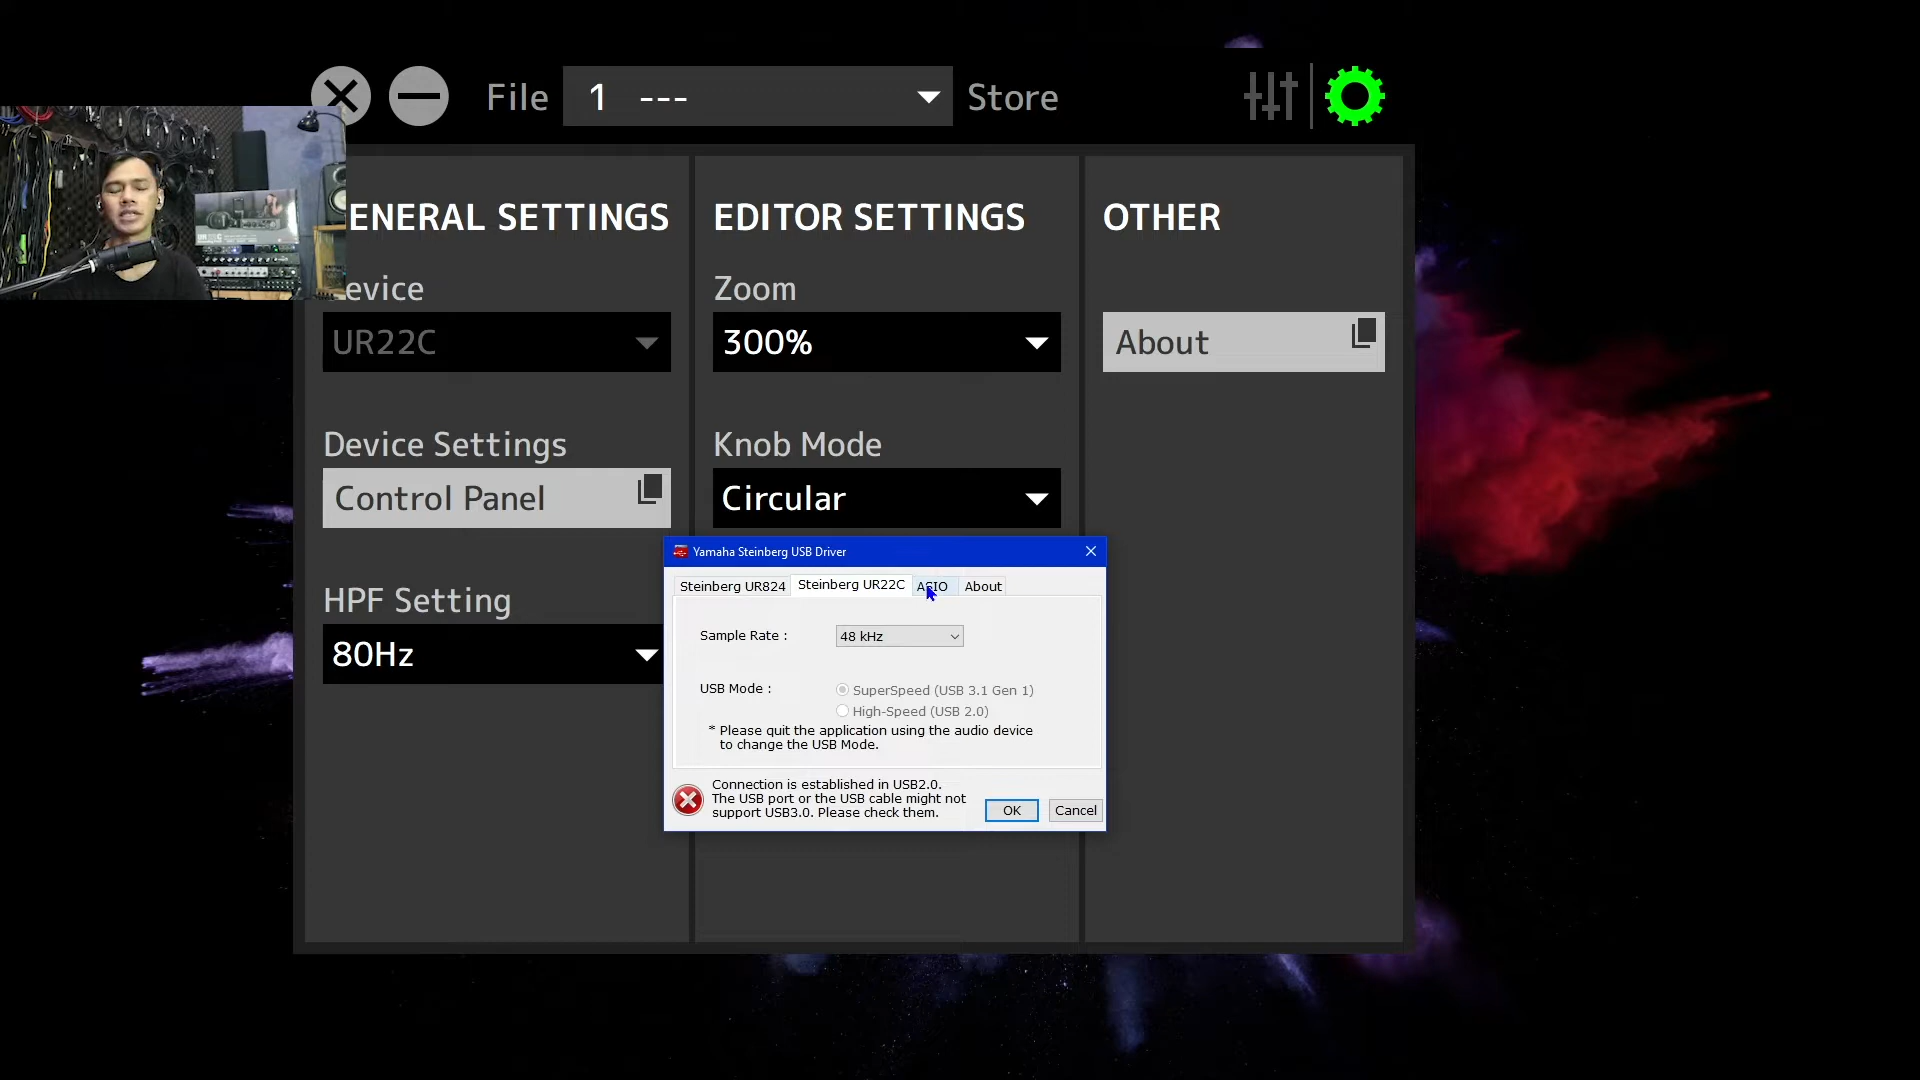 File 1 --- Store
ENERAL SETTINGS
evice
UR22C
Device Settings
Control Panel
HPF Setting
80Hz
EDITOR SETTINGS
Zoom
300%
Knob Mode
Circular
OTHER
About
Yamaha Steinberg USB Driver
Steinberg UR824 Steinberg UR22C ASIO About
Sample Rate : 48 kHz
USB Mode : SuperSpeed (USB 3.1 Gen 1)
High-Speed (USB 2.0)
* Please quit the application using the audio device
to change the USB Mode.
Connection is established in USB2.0.
The USB port or the USB cable might not
support USB3.0. Please check them.
OK Cancel